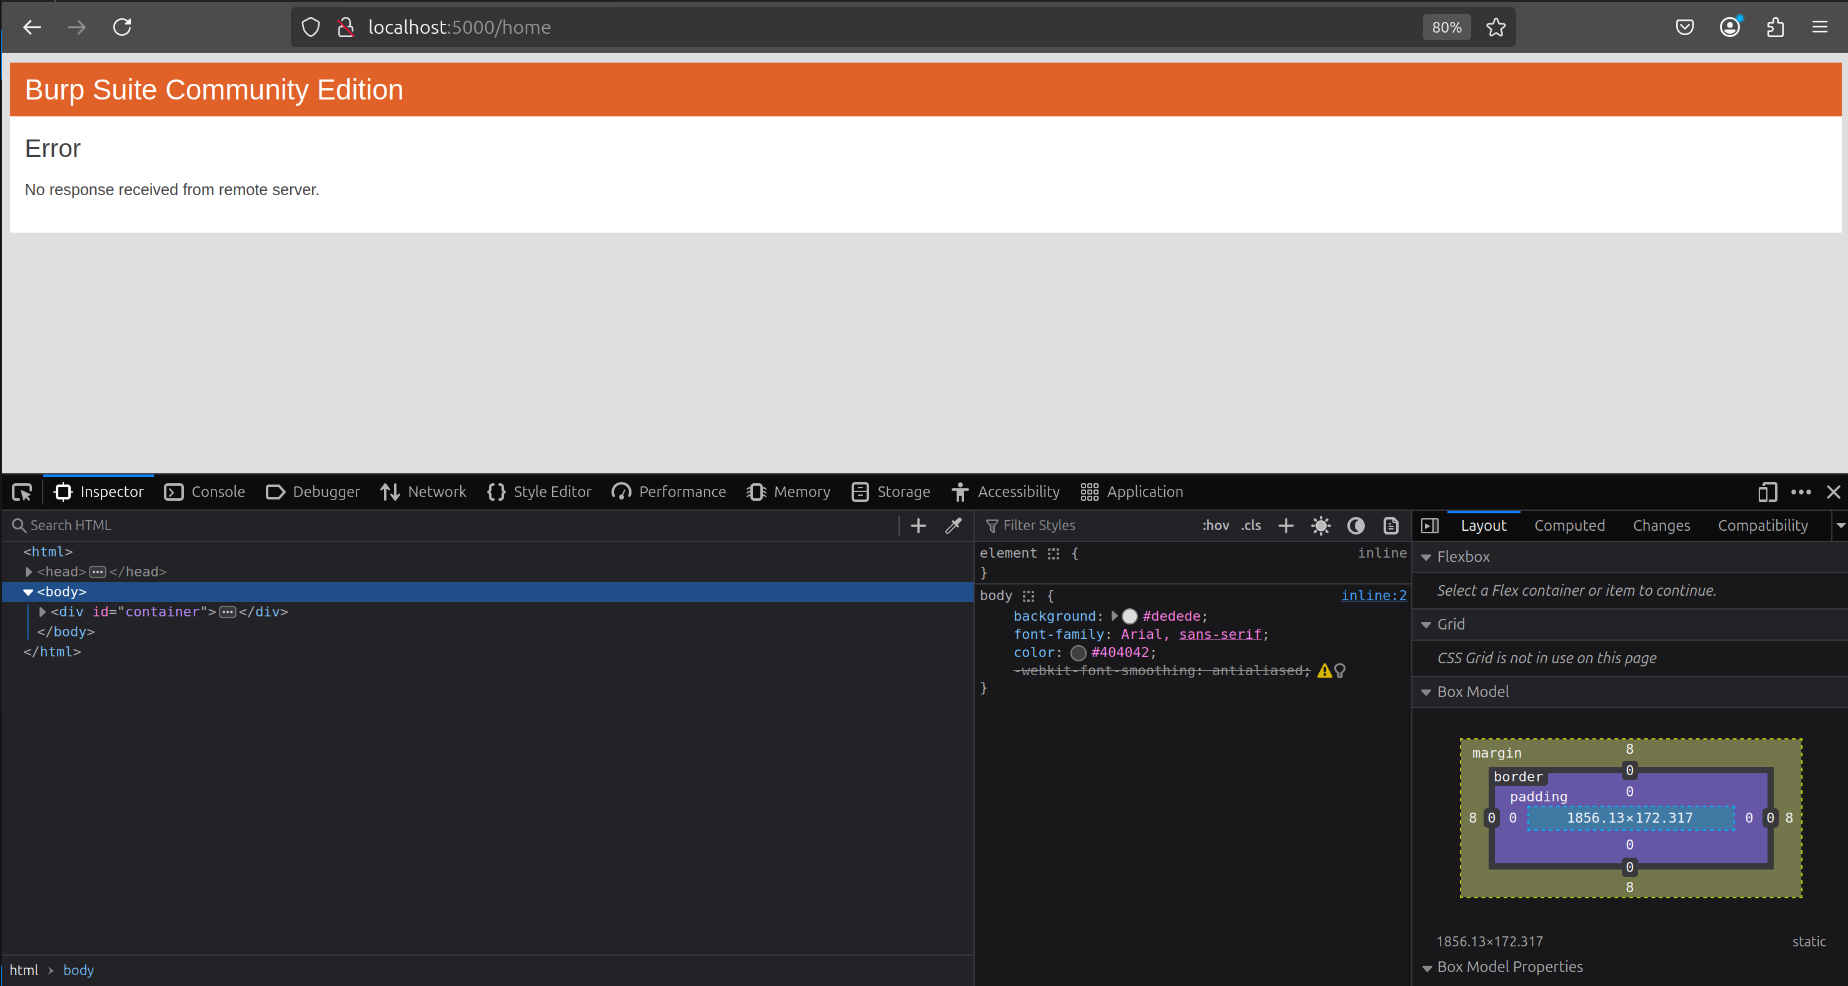 localhost:5000/home
80%
Burp Suite Community Edition
Error
No response received from remote server.
Inspector
Console
Debugger
Network
Style Editor
Performance
Memory
Storage
Accessibility
Application
Search HTML
<html>
<head> </head>
<body>
<div id="container"> </div>
</body>
</html>
html
body
Filter Styles
:hov
.cls
element {
inline
}
body {
inline:2
background: #dedede;
font-family: Arial, sans-serif;
color: #404042;
-webkit-font-smoothing: antialiased;
}
Layout
Computed
Changes
Compatibility
Flexbox
Select a Flex container or item to continue.
Grid
CSS Grid is not in use on this page
Box Model
margin
8
border
0
padding
0
8
0
0
1856.13×172.317
0
0
8
0
0
8
1856.13×172.317
static
Box Model Properties